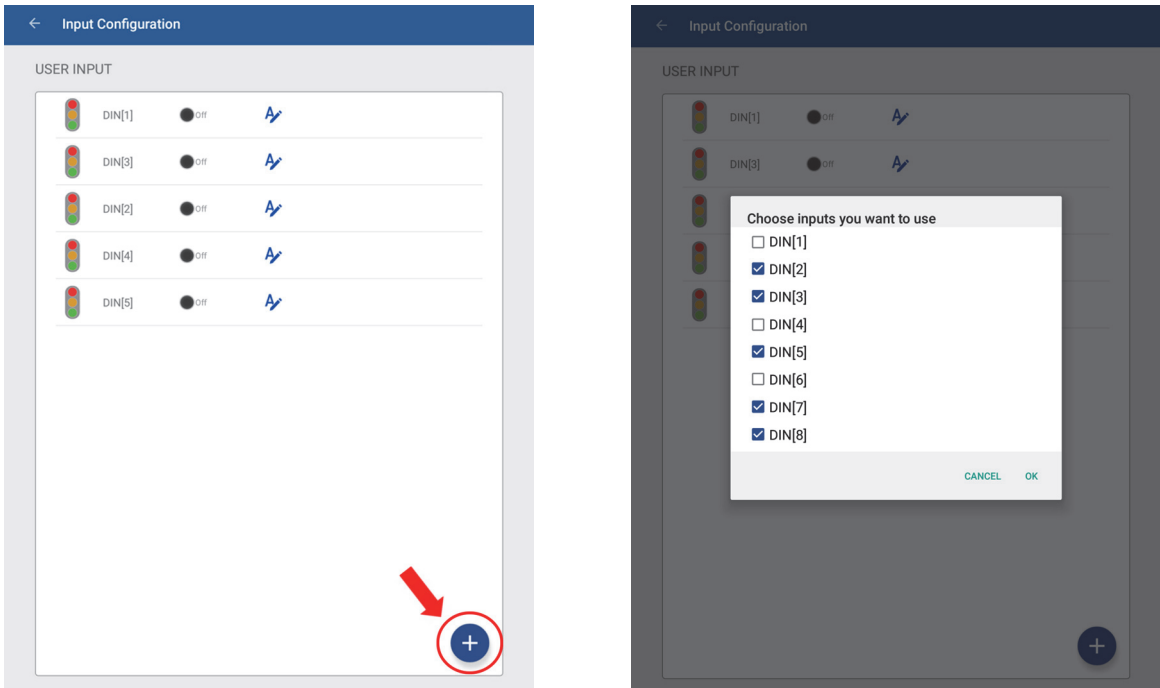 Input Configuration
USER INPUT
DIN[1] Off
DIN[3] Off
DIN[2] Off
DIN[4] Off
DIN[5] Off
Input Configuration
USER INPUT
DIN[1] Off
DIN[3] Off
Choose inputs you want to use
DIN[1]
DIN[2]
DIN[3]
DIN[4]
DIN[5]
DIN[6]
DIN[7]
DIN[8]
CANCEL OK